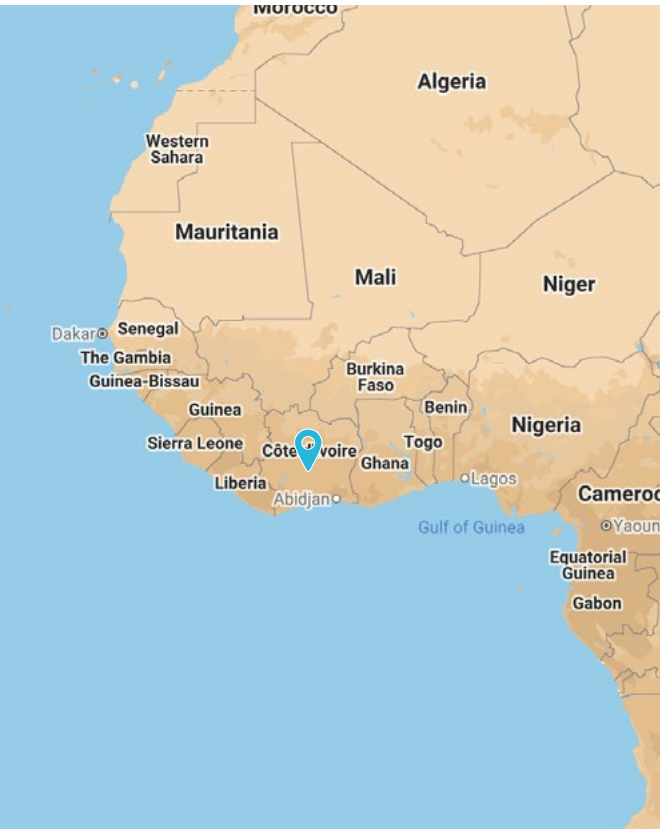 Morocco
Algeria
Western
Sahara
Mauritania
Mali
Niger
Dakar
Senegal
The Gambia
Burkina
Faso
Guinea-Bissau
Guinea
Benin
Nigeria
Sierra Leone
Togo
Ghana
Liberia
Lagos
Abidjan
Gulf of Guinea
Equatorial
Guinea
Gabon